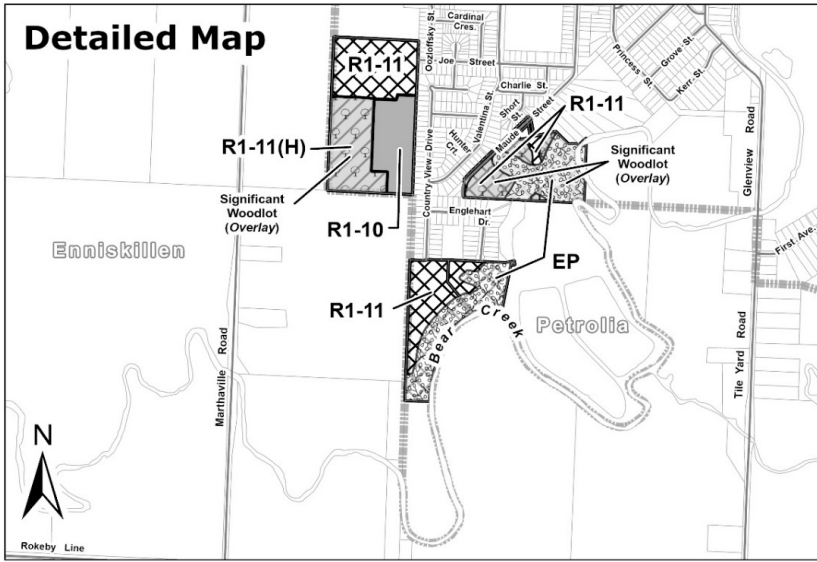 Detailed Map
Oozloffsky St.
Cardinal
Cres.
Joe Street
Charlie St.
Valentina St.
Short
St.
Maude Street
Hunter
Crt.
Country View Drive
Englehart
Dr.
Princess St.
Grove St.
Kerr St.
Glenview Road
First Ave.
Tile Yard Road
R1-11
R1-11(H)
Significant
Woodlot
(Overlay)
R1-10
R1-11
Significant
Woodlot
(Overlay)
EP
R1-11
Enniskillen
Petrolia
Bear Creek
Marthaville Road
N
Rokeby Line